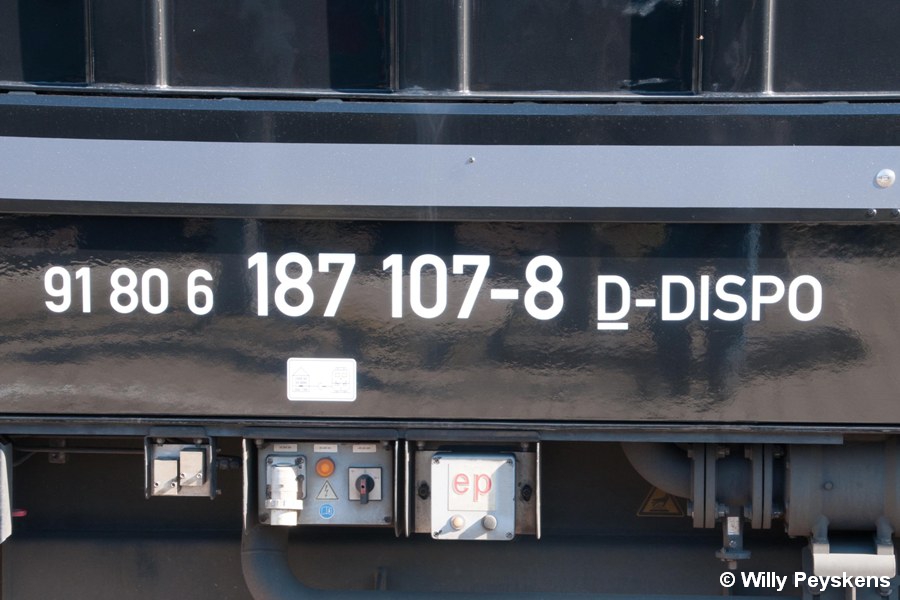 91 80 6 187 107-8 D-DISPO
ep
© Willy Peyskens